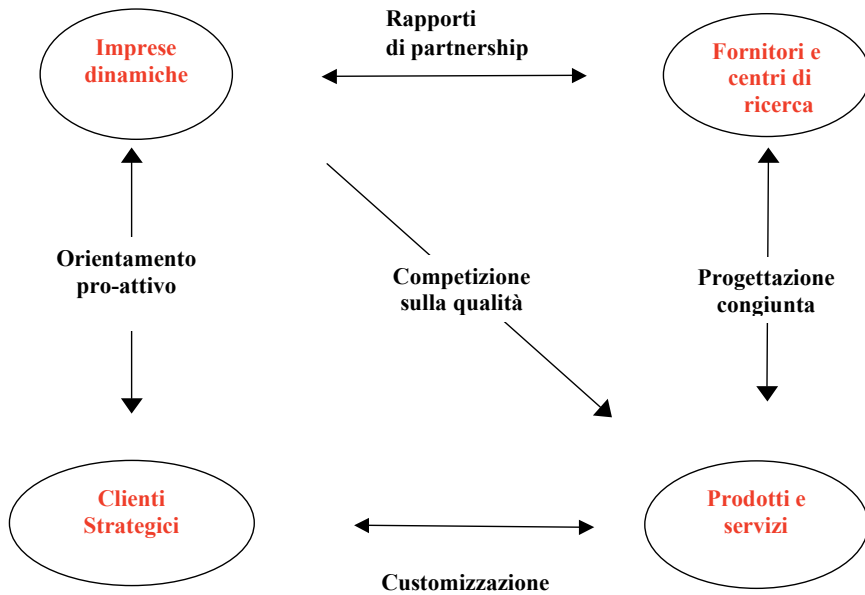 Rapporti
di partnership
Imprese
dinamiche
Fornitori e
centri di
ricerca
Orientamento
pro-attivo
Competizione
sulla qualità
Progettazione
congiunta
Clienti
Strategici
Prodotti e
servizi
Customizzazione